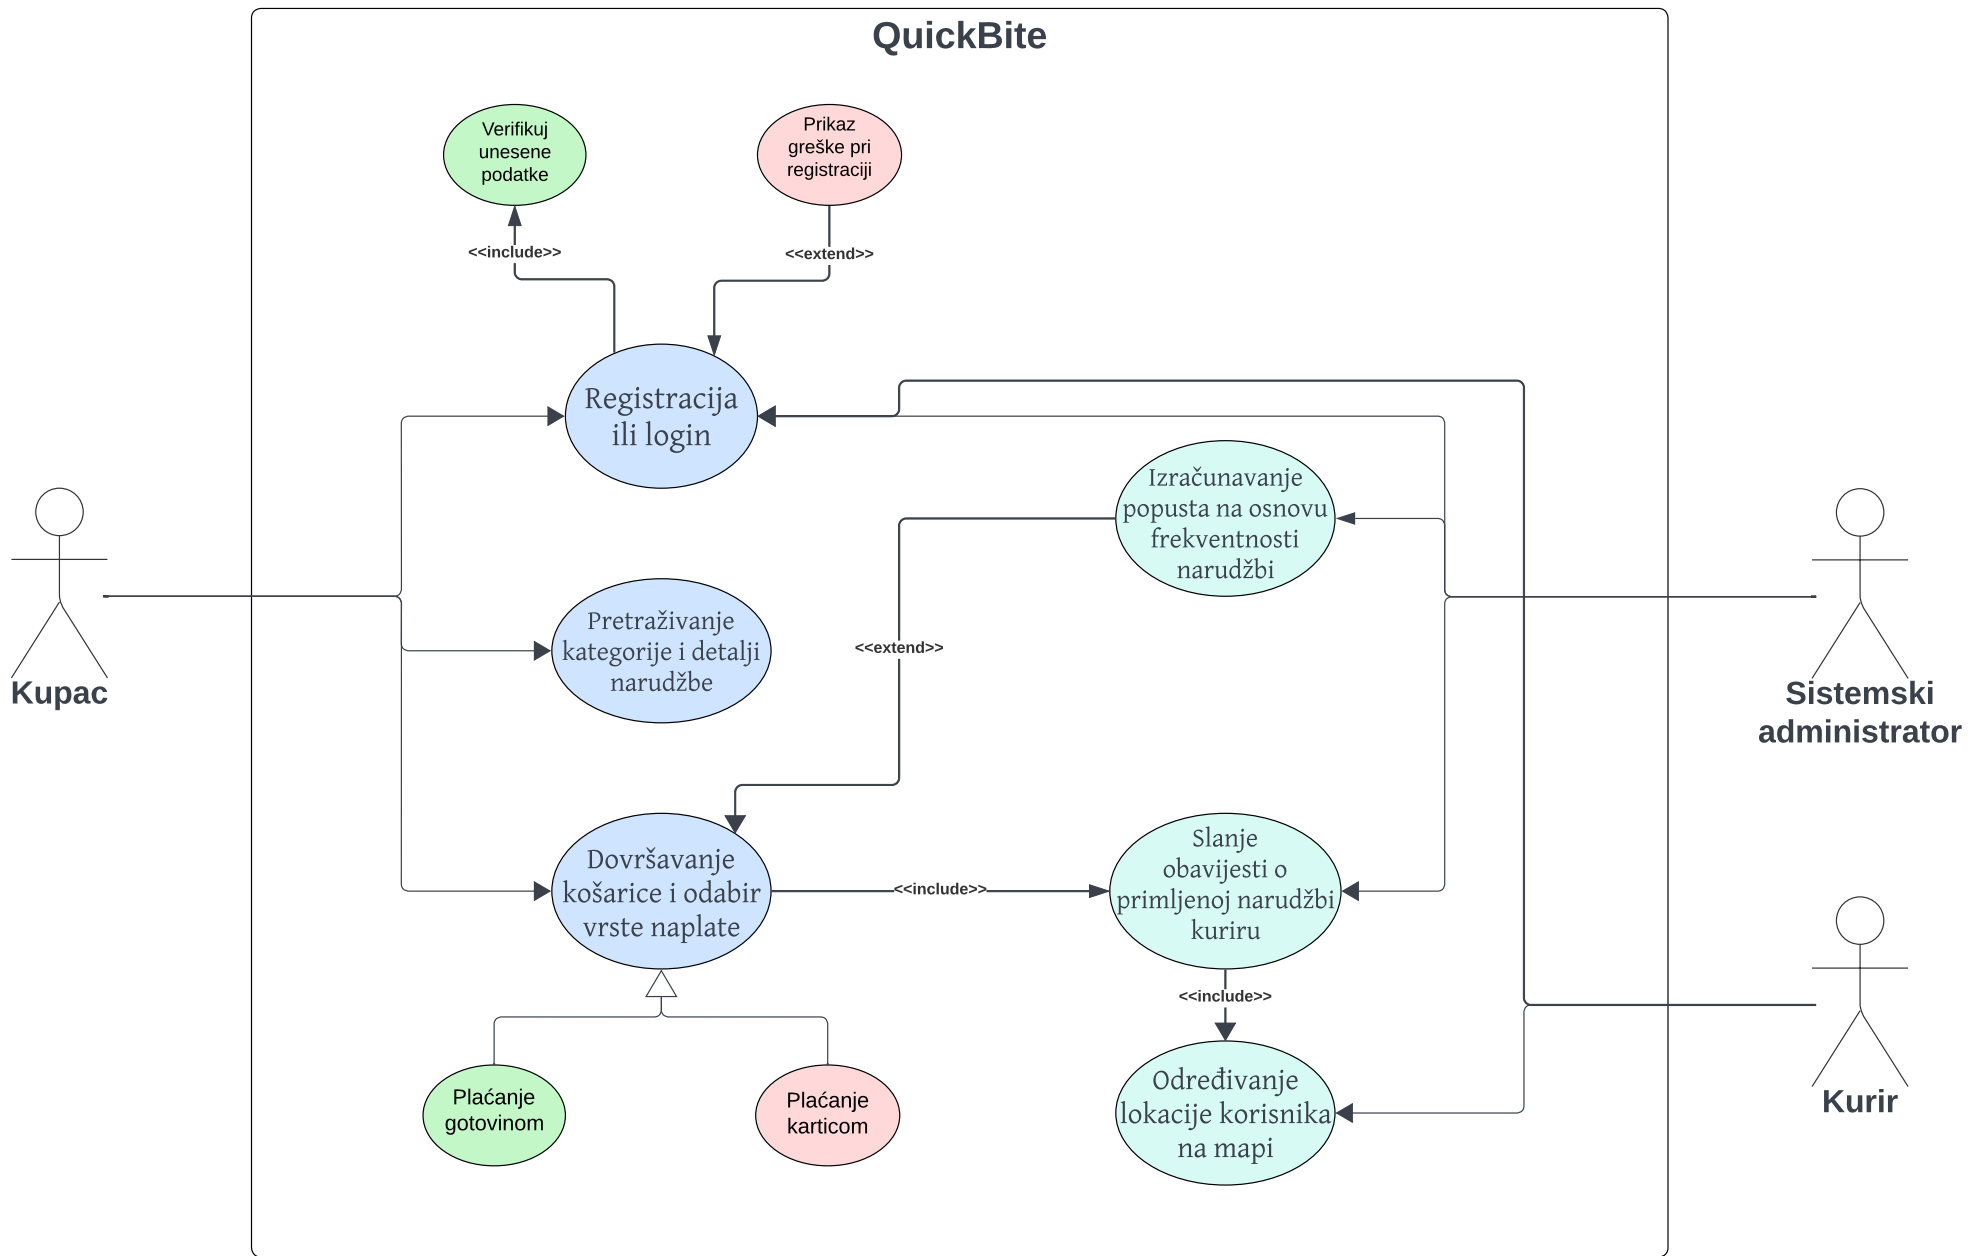 QuickBite
Verifikuj
unesene
podatke
Prikaz
greške pri
registraciji
<<include>>
<<extend>>
Registracija
ili login
Izračunavanje
popusta na osnovu
frekventnosti
narudžbi
Pretraživanje
kategorije i detalji
narudžbe
<<extend>>
Kupac
Sistemski
administrator
Dovršavanje
košarice i odabir
vrste naplate
<<include>>
Slanje
obavijesti o
primljenoj narudžbi
kuriru
<<include>>
Plaćanje
gotovinom
Plaćanje
karticom
Određivanje
lokacije korisnika
na mapi
Kurir